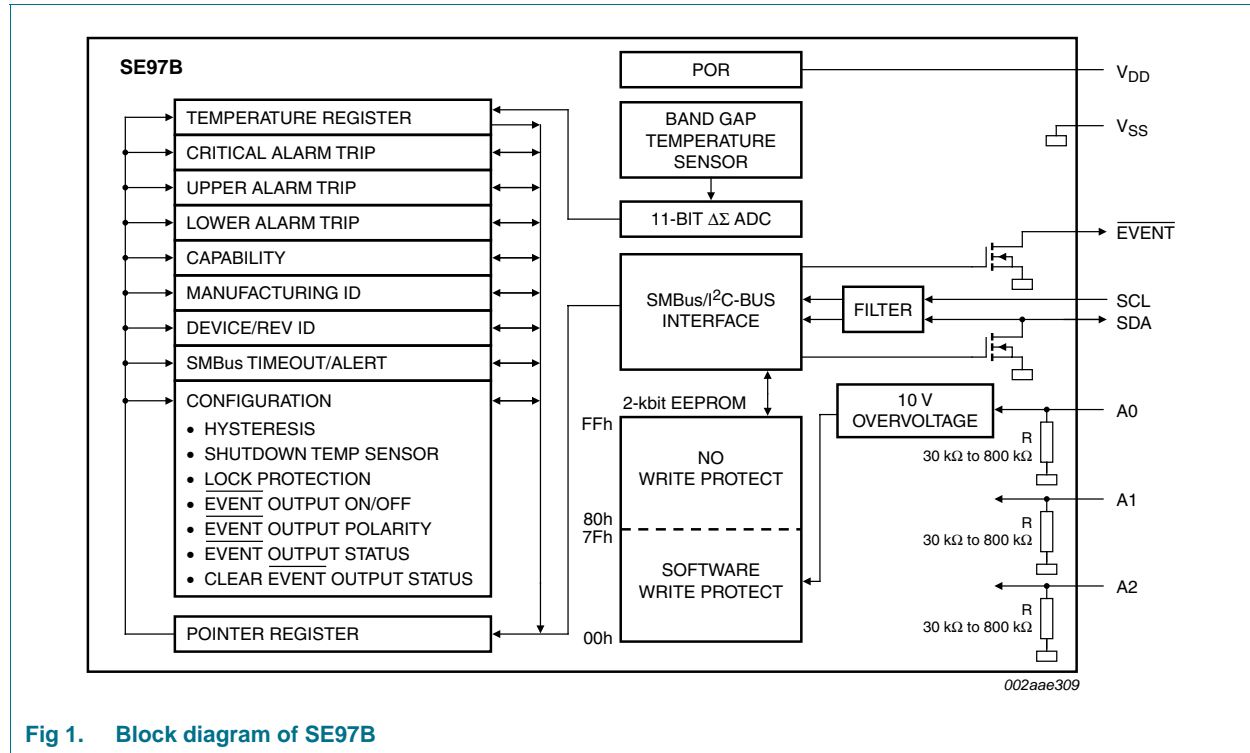 SE97B
POR
VDD
BAND GAP
TEMPERATURE
SENSOR
VSS
11-BIT ΔΣ ADC
TEMPERATURE REGISTER
CRITICAL ALARM TRIP
UPPER ALARM TRIP
LOWER ALARM TRIP
CAPABILITY
MANUFACTURING ID
DEVICE/REV ID
SMBus TIMEOUT/ALERT
CONFIGURATION
• HYSTERESIS
• SHUTDOWN TEMP SENSOR
• LOCK PROTECTION
• EVENT OUTPUT ON/OFF
• EVENT OUTPUT POLARITY
• EVENT OUTPUT STATUS
• CLEAR EVENT OUTPUT STATUS
POINTER REGISTER
SMBus/I2C-BUS
INTERFACE
FILTER
EVENT
SCL
SDA
2-kbit EEPROM
FFh
NO
WRITE PROTECT
80h
7Fh
SOFTWARE
WRITE PROTECT
00h
10 V
OVERVOLTAGE
A0
R
30 kΩ to 800 kΩ
A1
R
30 kΩ to 800 kΩ
A2
R
30 kΩ to 800 kΩ
002aae309
Fig 1. Block diagram of SE97B